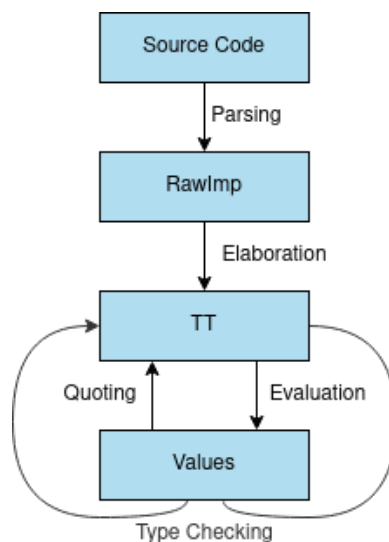 Source Code
Parsing
RawImp
Elaboration
TT
Quoting
Evaluation
Values
Type Checking